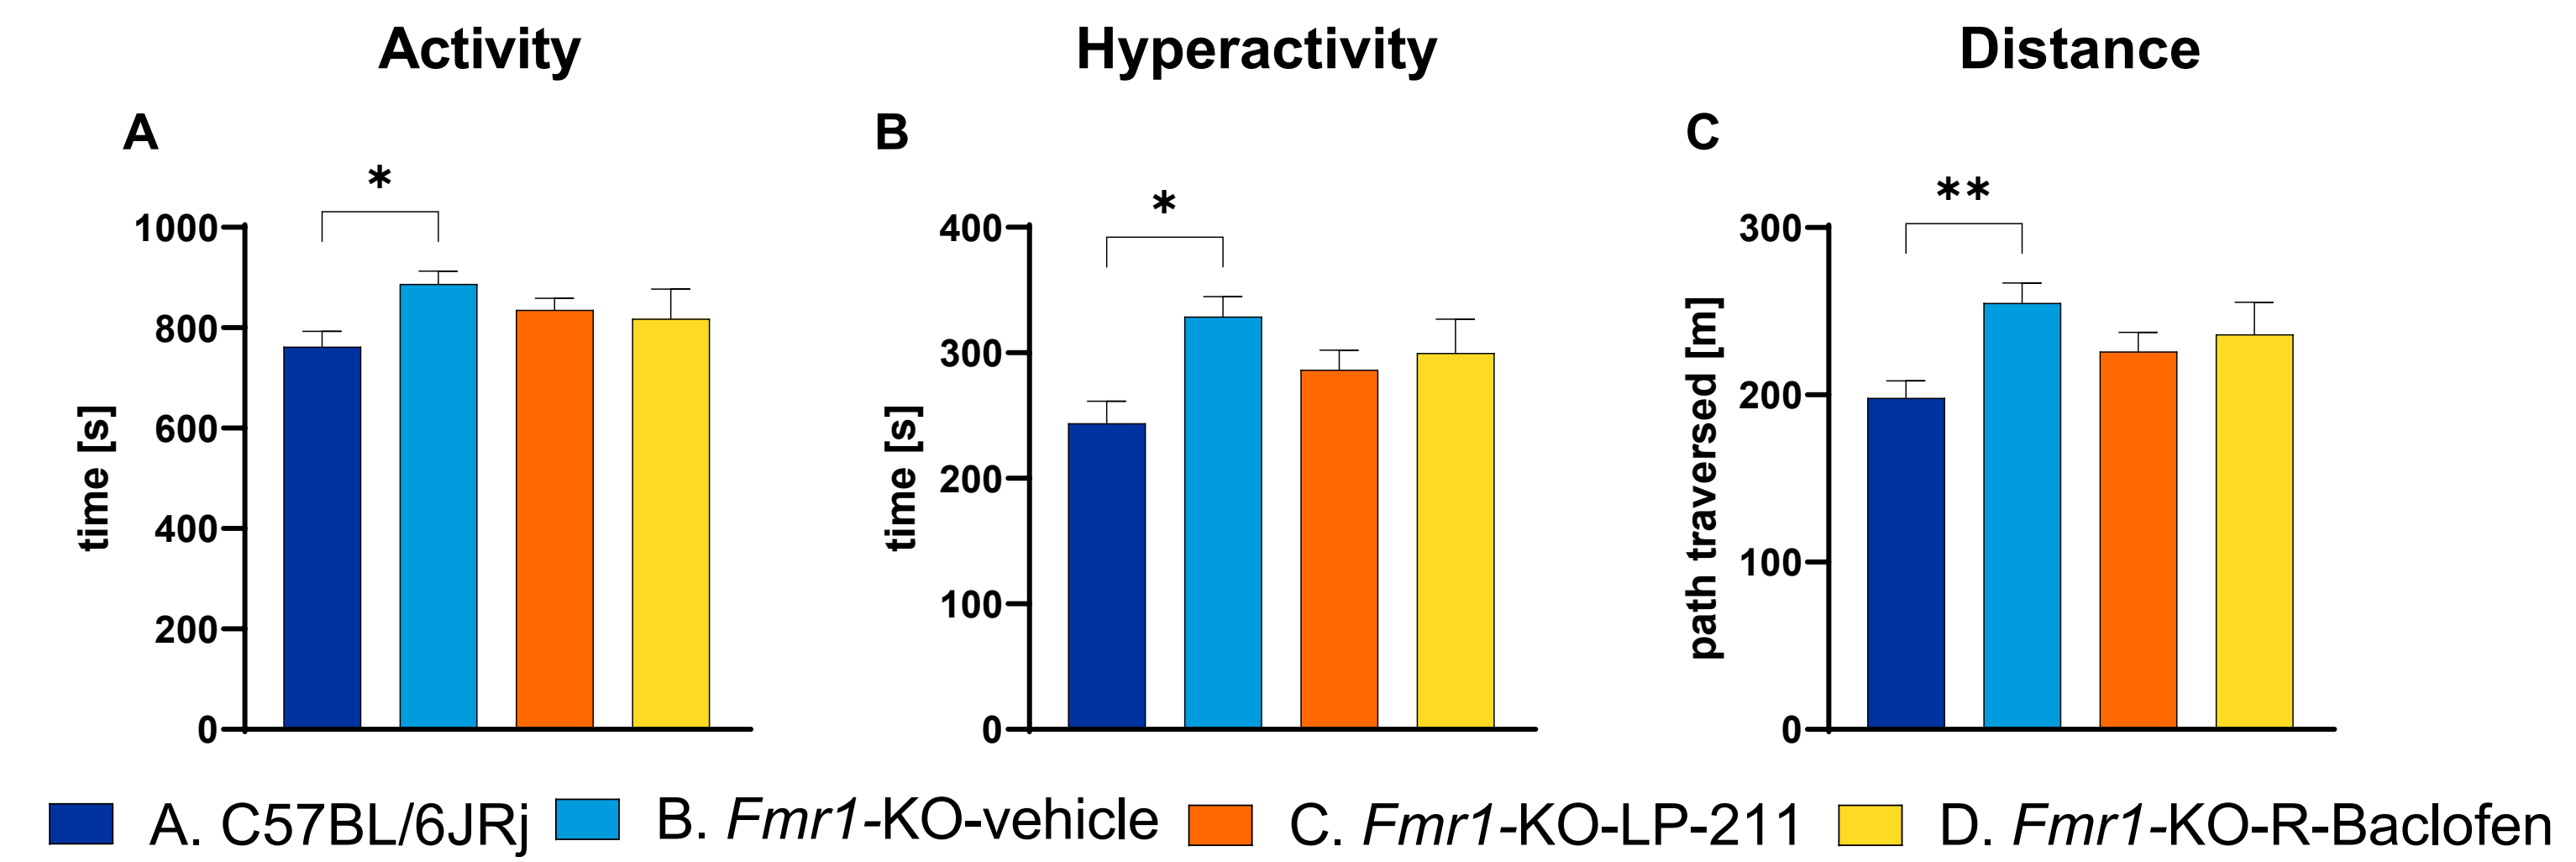 Activity Hyperactivity Distance
A B C
* * **
1000 400 300
800 300 200
600 200 100
400 100 0
200 0
0
time [s] time [s] path traversed [m]
A. C57BL/6JRj B. Fmr1-KO-vehicle C. Fmr1-KO-LP-211 D. Fmr1-KO-R-Baclofen